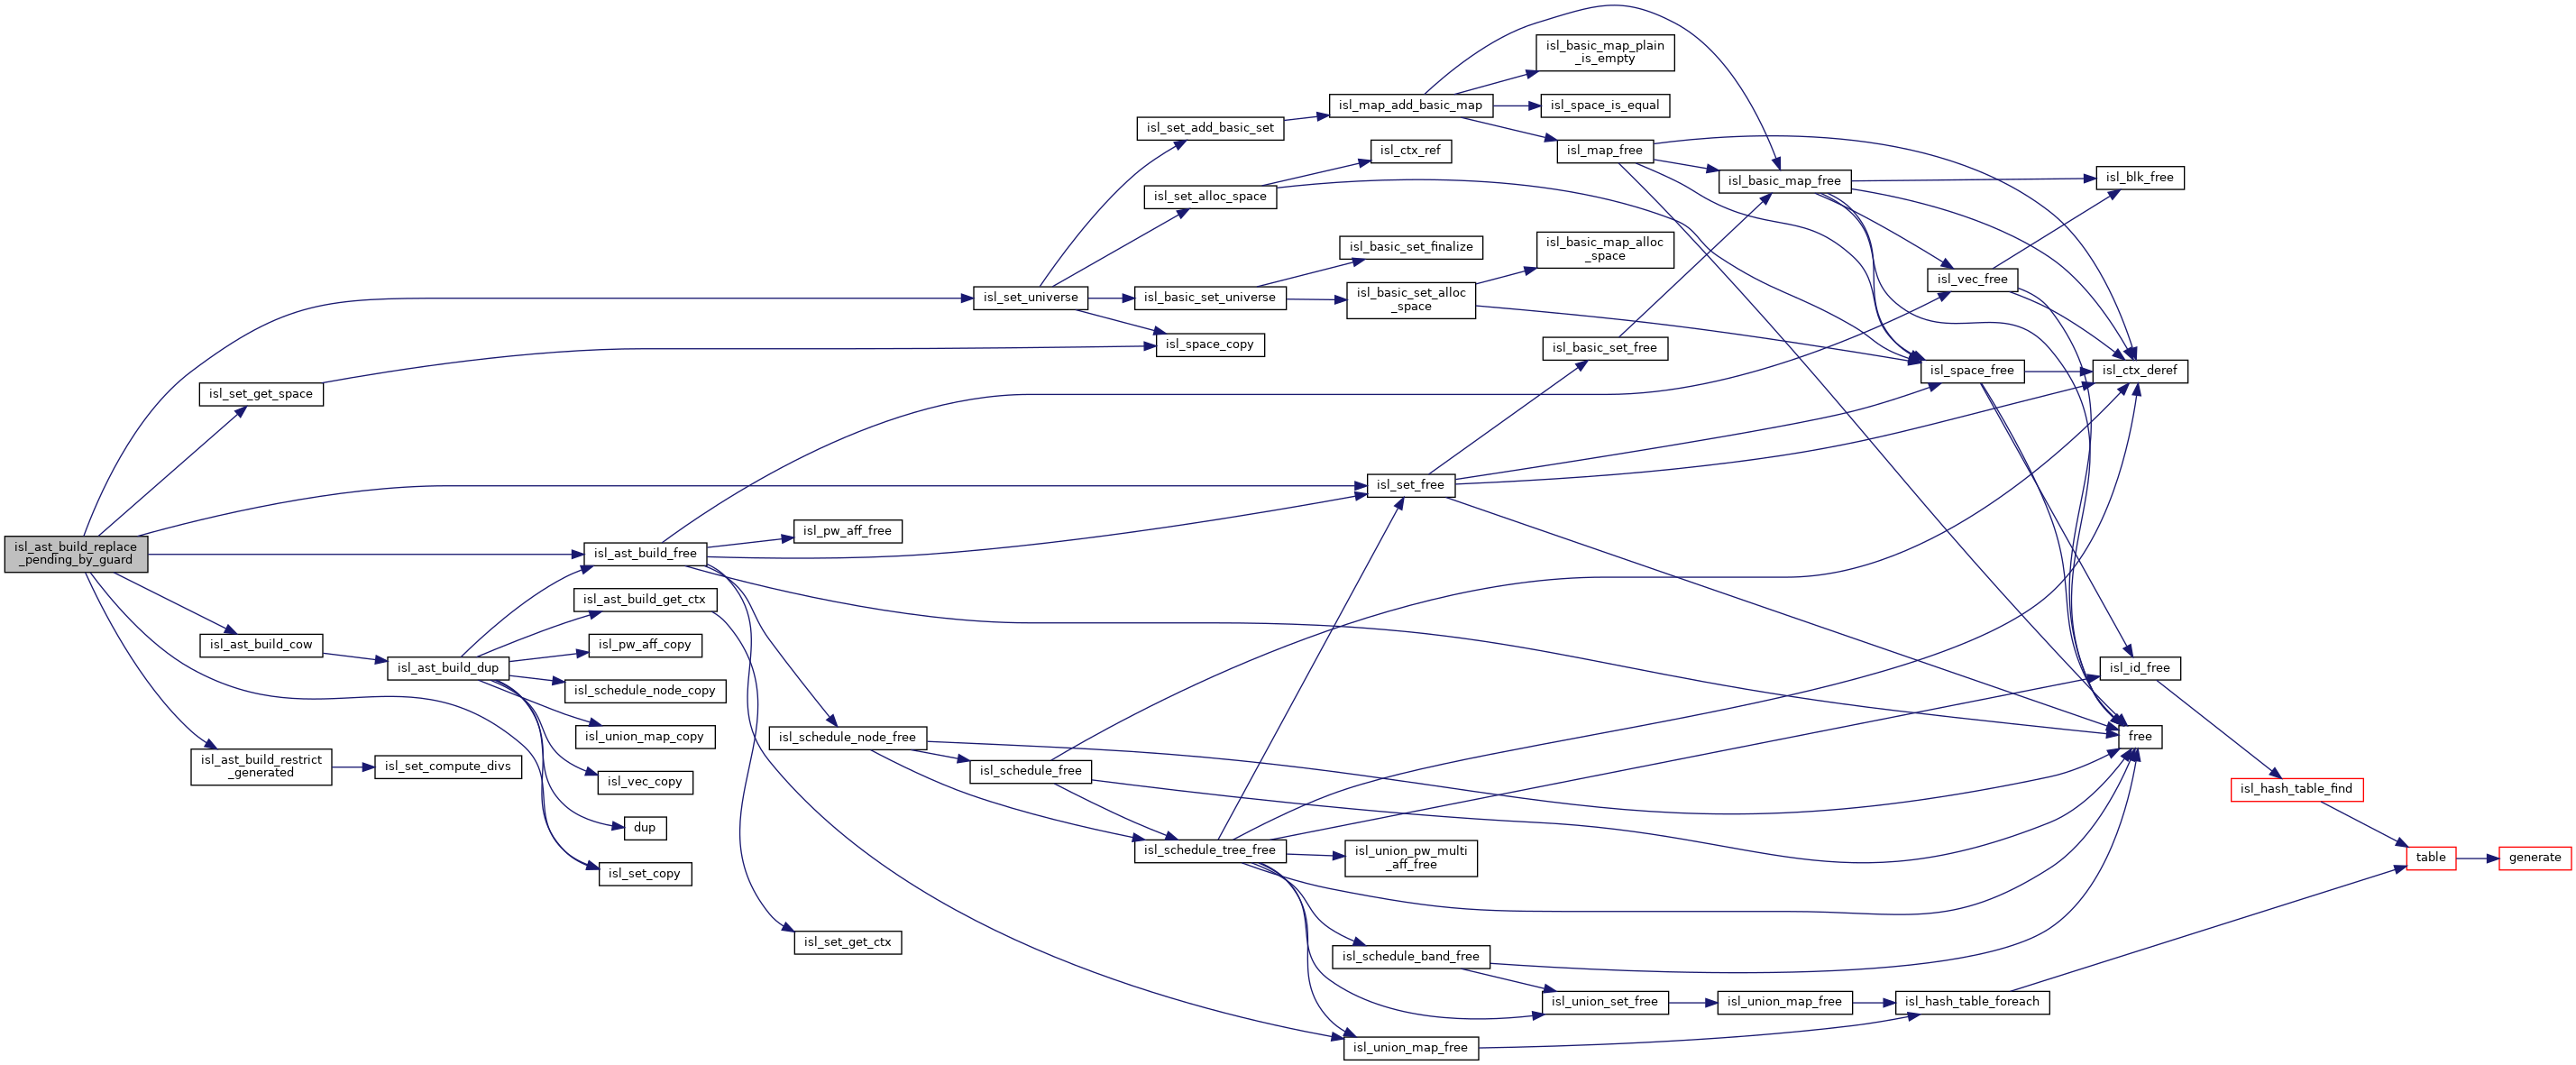 isl_ast_build_replace
_pending_by_guard
isl_set_get_space
isl_ast_build_cow
isl_ast_build_restrict
_generated
isl_ast_build_dup
isl_set_compute_divs
isl_ast_build_free
isl_ast_build_get_ctx
isl_pw_aff_copy
isl_schedule_node_copy
isl_union_map_copy
isl_vec_copy
dup
isl_set_copy
isl_pw_aff_free
isl_schedule_node_free
isl_set_get_ctx
isl_set_universe
isl_schedule_free
isl_set_add_basic_set
isl_set_alloc_space
isl_basic_set_universe
isl_space_copy
isl_schedule_tree_free
isl_map_add_basic_map
isl_ctx_ref
isl_basic_set_finalize
isl_basic_set_alloc
_space
isl_set_free
isl_union_pw_multi
_aff_free
isl_schedule_band_free
isl_union_map_free
isl_basic_map_plain
_is_empty
isl_space_is_equal
isl_map_free
isl_basic_map_alloc
_space
isl_basic_set_free
isl_union_set_free
isl_basic_map_free
isl_union_map_free
isl_vec_free
isl_space_free
isl_hash_table_foreach
isl_blk_free
isl_ctx_deref
isl_id_free
free
isl_hash_table_find
table
generate